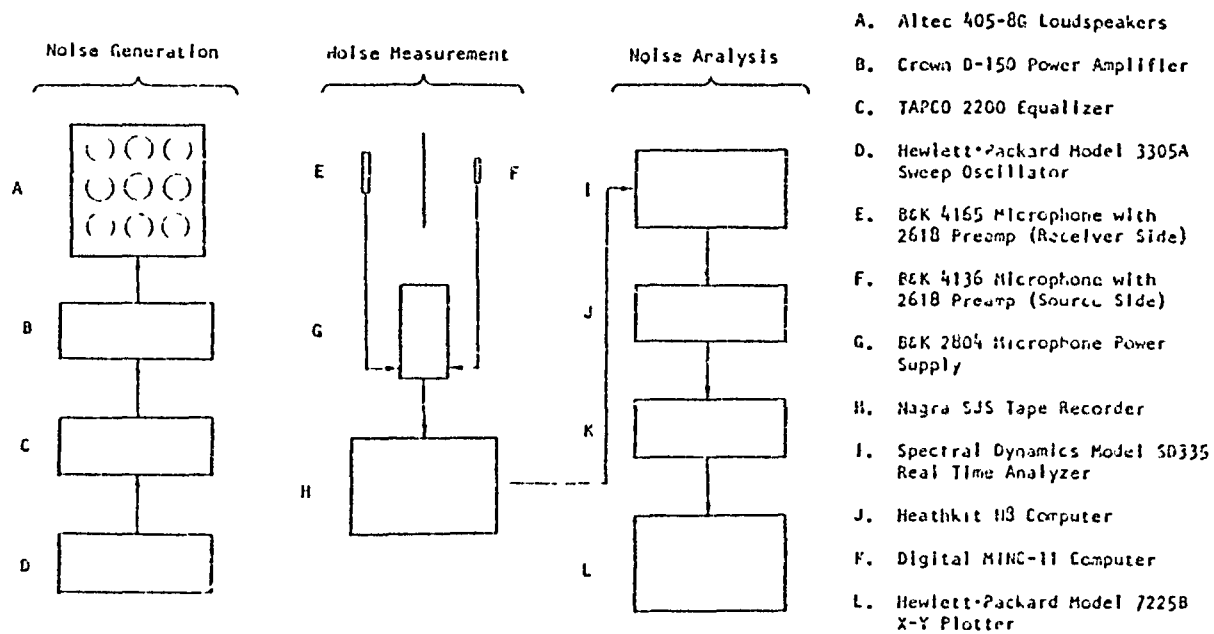 Noise Generation
Noise Measurement
Noise Analysis
A
B
C
D
E
F
G
H
I
J
K
L
A. Altec 405-8G Loudspeakers
B. Crown D-150 Power Amplifier
C. TAPCO 2200 Equalizer
D. Hewlett-Packard Model 3305A
Sweep Oscillator
E. B&K 4165 Microphone with
2618 Preamp (Receiver Side)
F. B&K 4136 Microphone with
2618 Preamp (Source Side)
G. B&K 2804 Microphone Power
Supply
H. Nagra SJS Tape Recorder
I. Spectral Dynamics Model SD335
Real Time Analyzer
J. Heathkit H8 Computer
K. Digital MINC-11 Computer
L. Hewlett-Packard Model 7225B
X-Y Plotter